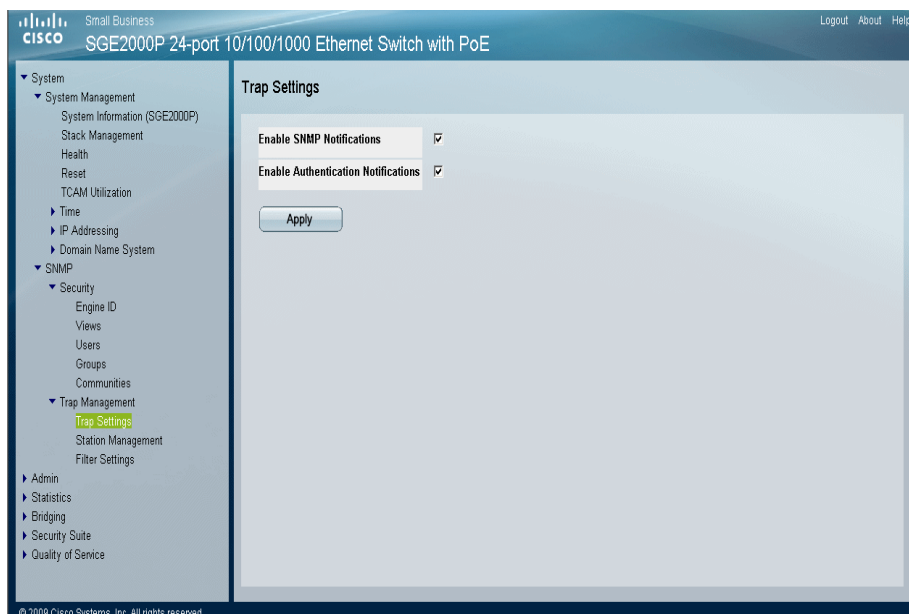 Small Business
CISCO
SGE2000P 24-port 10/100/1000 Ethernet Switch with PoE
Logout About Help
System
System Management
System Information (SGE2000P)
Stack Management
Health
Reset
TCAM Utilization
Time
IP Addressing
Domain Name System
SNMP
Security
Engine ID
Views
Users
Groups
Communities
Trap Management
Trap Settings
Station Management
Filter Settings
Admin
Statistics
Bridging
Security Suite
Quality of Service
Trap Settings
Enable SNMP Notifications
Enable Authentication Notifications
Apply
© 2009 Cisco Systems, Inc. All rights reserved.